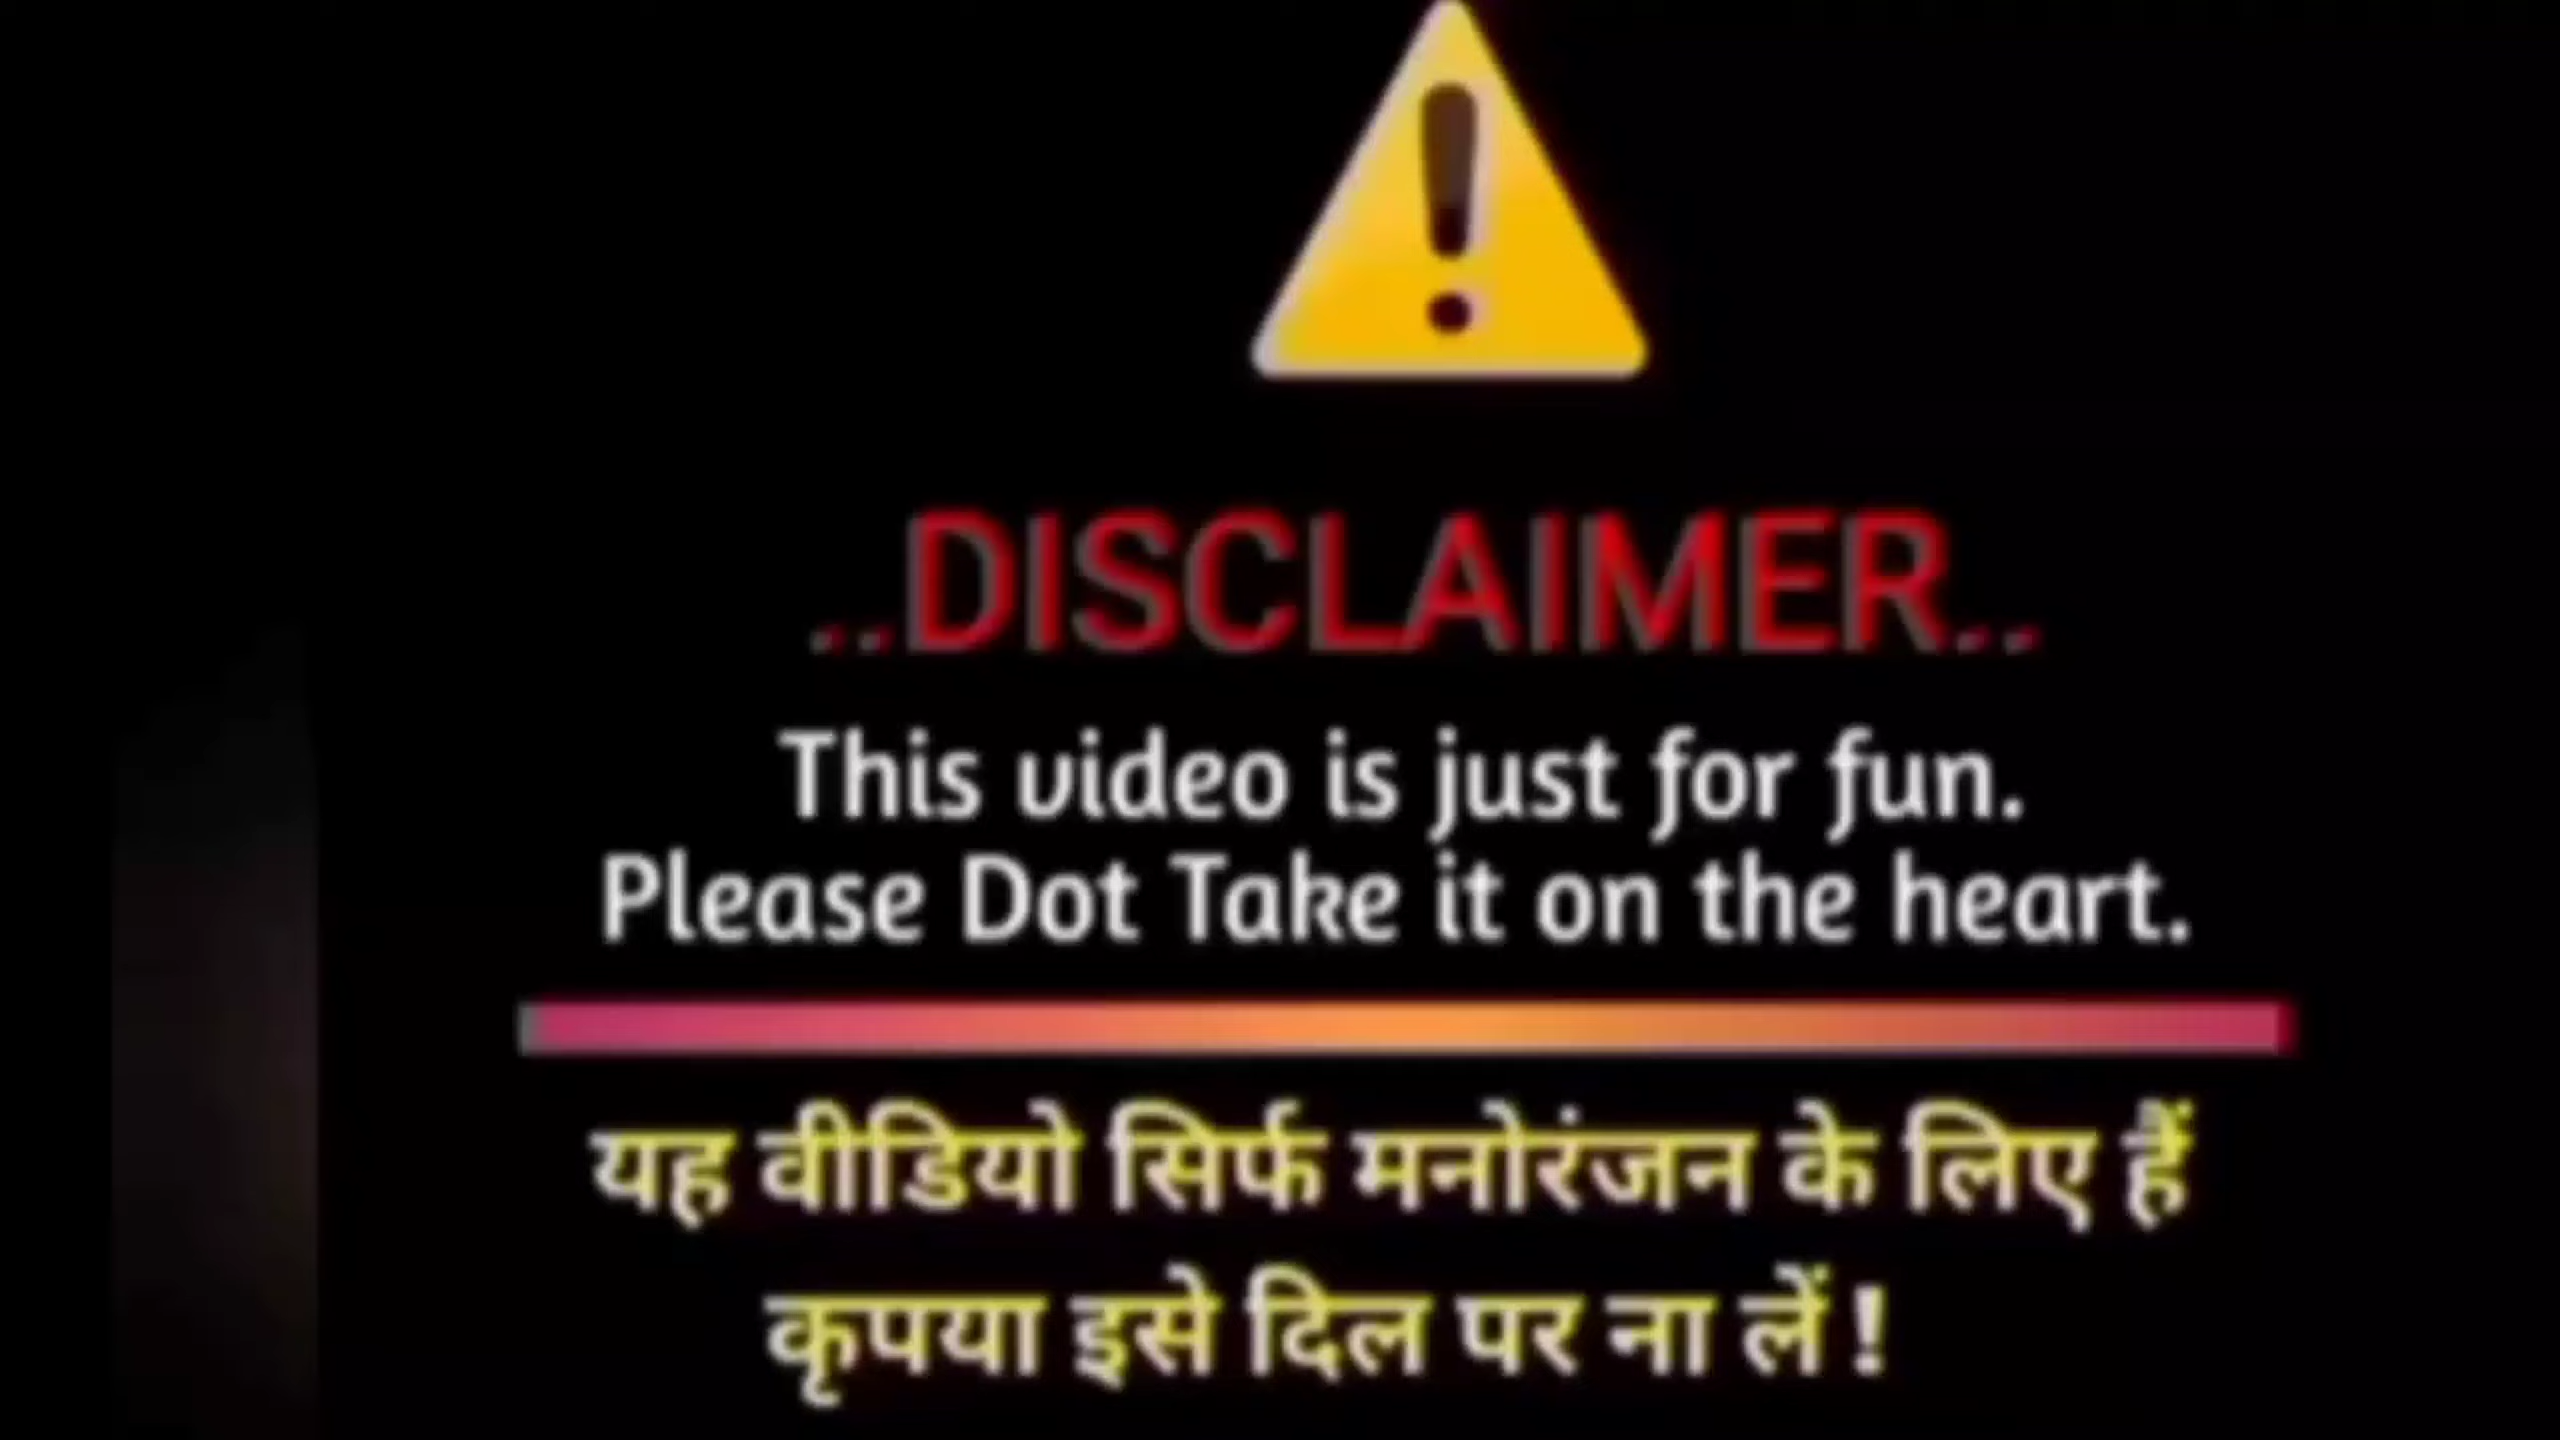 ..DISCLAIMER..
This video is just for fun.
Please Dot Take it on the heart.
यह वीडियो सिर्फ मनोरंजन के लिए हैं
कृपया इसे दिल पर ना लें !